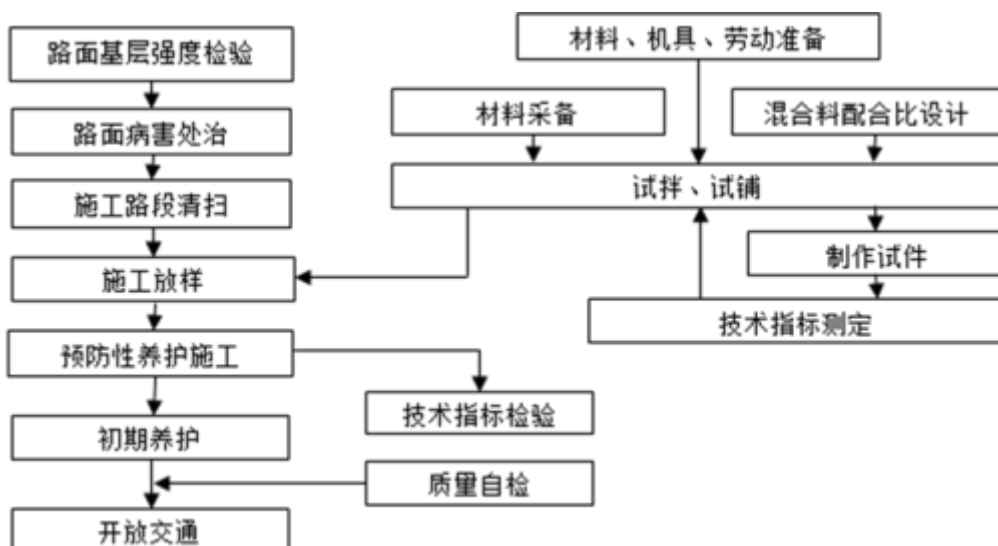 材料、机具、劳动准备
路面基层强度检验
材料采备
混合料配合比设计
路面病害处治
试拌、试铺
施工路段清扫
制作试件
施工放样
技术指标测定
预防性养护施工
技术指标检验
初期养护
质量自检
开放交通